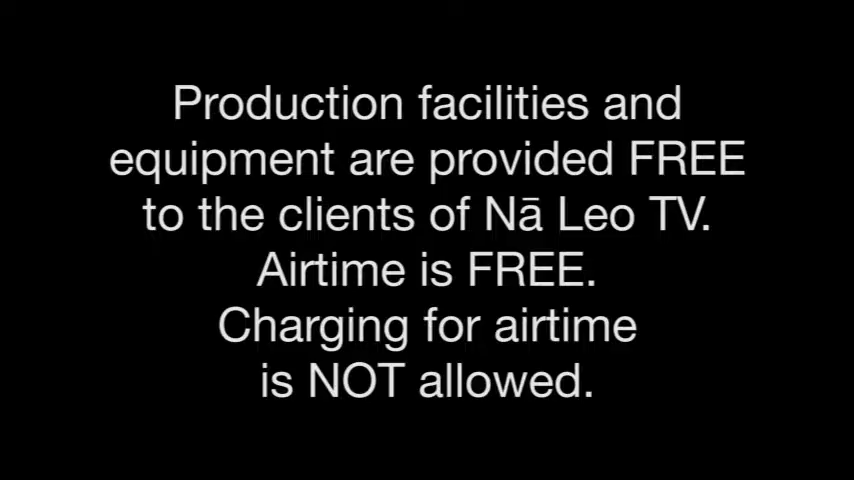 Production facilities and
equipment are provided FREE
to the clients of Nā Leo TV.
Airtime is FREE.
Charging for airtime
is NOT allowed.